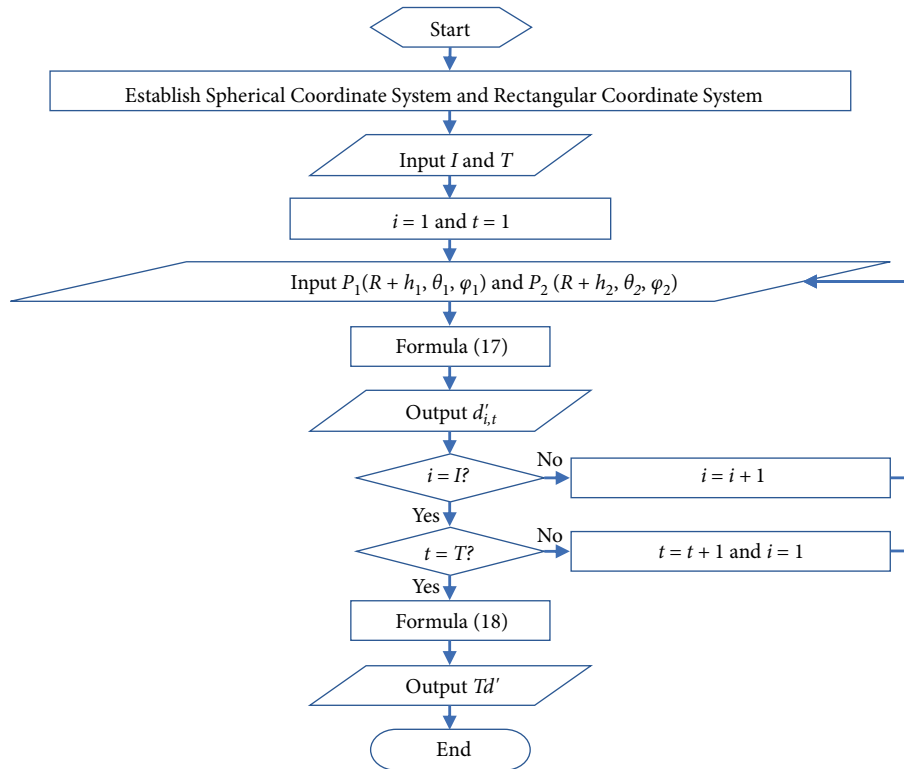 Start
Establish Spherical Coordinate System and Rectangular Coordinate System
Input I and T
i = 1 and t = 1
Input P₁(R + h₁, θ₁, φ₁) and P₂ (R + h₂, θ₂, φ₂)
Formula (17)
Output d′ᵢ,ₜ
i = I?
No
i = i + 1
Yes
t = T?
No
t = t + 1 and i = 1
Yes
Formula (18)
Output Td′
End